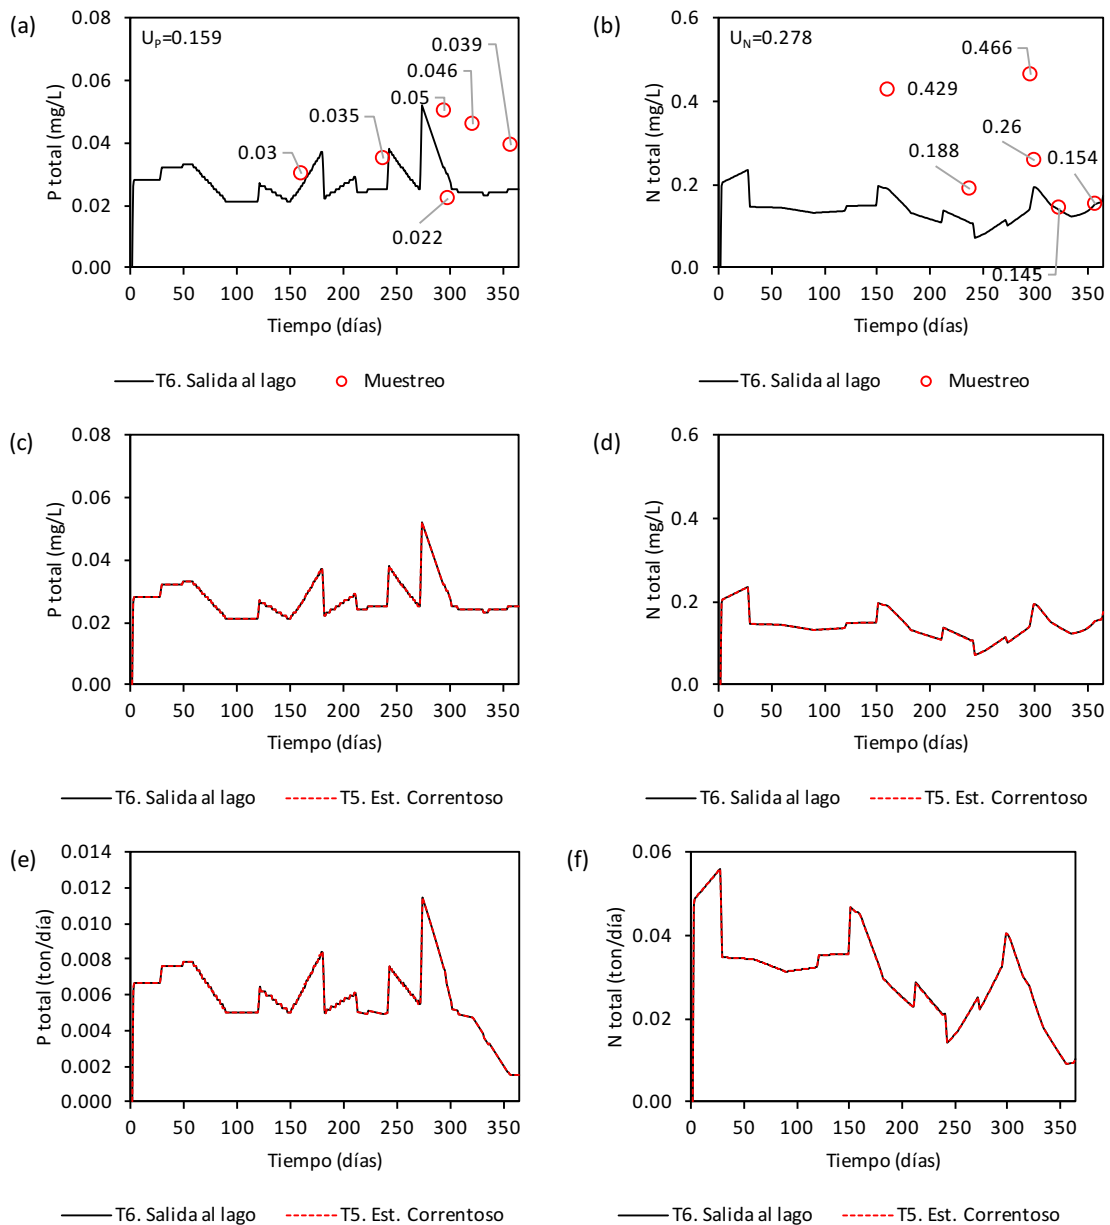 (a)
P total (mg/L)
0.08
0.06
0.04
0.02
0.00
U_P=0.159
0.03
0.035
0.05
0.046
0.039
0.022
0 50 100 150 200 250 300 350
Tiempo (días)
T6. Salida al lago Muestreo
(b)
N total (mg/L)
0.6
0.4
0.2
0.0
U_N=0.278
0.429
0.188
0.466
0.26
0.154
0.145
0 50 100 150 200 250 300 350
Tiempo (días)
T6. Salida al lago Muestreo
(c)
P total (mg/L)
0.08
0.06
0.04
0.02
0.00
0 50 100 150 200 250 300 350
Tiempo (días)
T6. Salida al lago T5. Est. Correntoso
(d)
N total (mg/L)
0.6
0.4
0.2
0.0
0 50 100 150 200 250 300 350
Tiempo (días)
T6. Salida al lago T5. Est. Correntoso
(e)
P total (ton/día)
0.014
0.012
0.010
0.008
0.006
0.004
0.002
0.000
0 50 100 150 200 250 300 350
Tiempo (días)
T6. Salida al lago T5. Est. Correntoso
(f)
N total (ton/día)
0.06
0.04
0.02
0.00
0 50 100 150 200 250 300 350
Tiempo (días)
T6. Salida al lago T5. Est. Correntoso